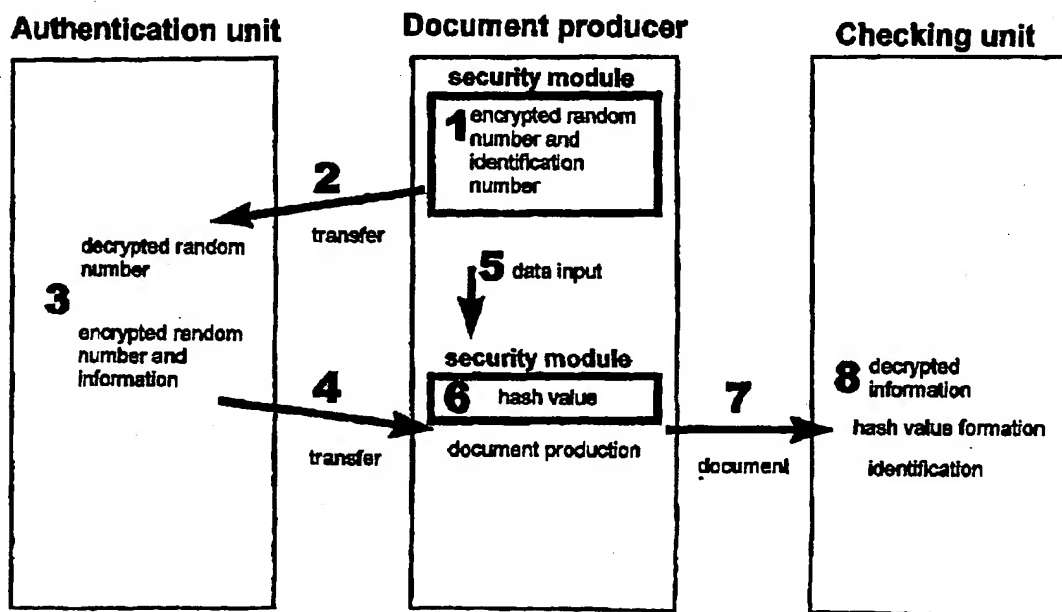 Authentication unit
Document producer
Checking unit
security module
1 encrypted random
number and
identification
number
2
transfer
decrypted random
number
3
encrypted random
number and
information
5 data input
security module
6 hash value
4
transfer
document production
7
document
8 decrypted
information
hash value formation
identification